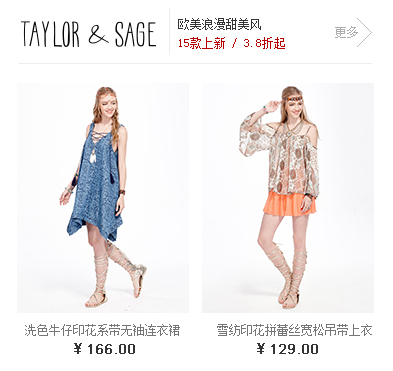 TAYLOR & SAGE
欧美浪漫甜美风
15款上新 / 3.8折起
更多
洗色牛仔印花系带无袖连衣裙
¥ 166.00
雪纺印花拼蕾丝宽松吊带上衣
¥ 129.00